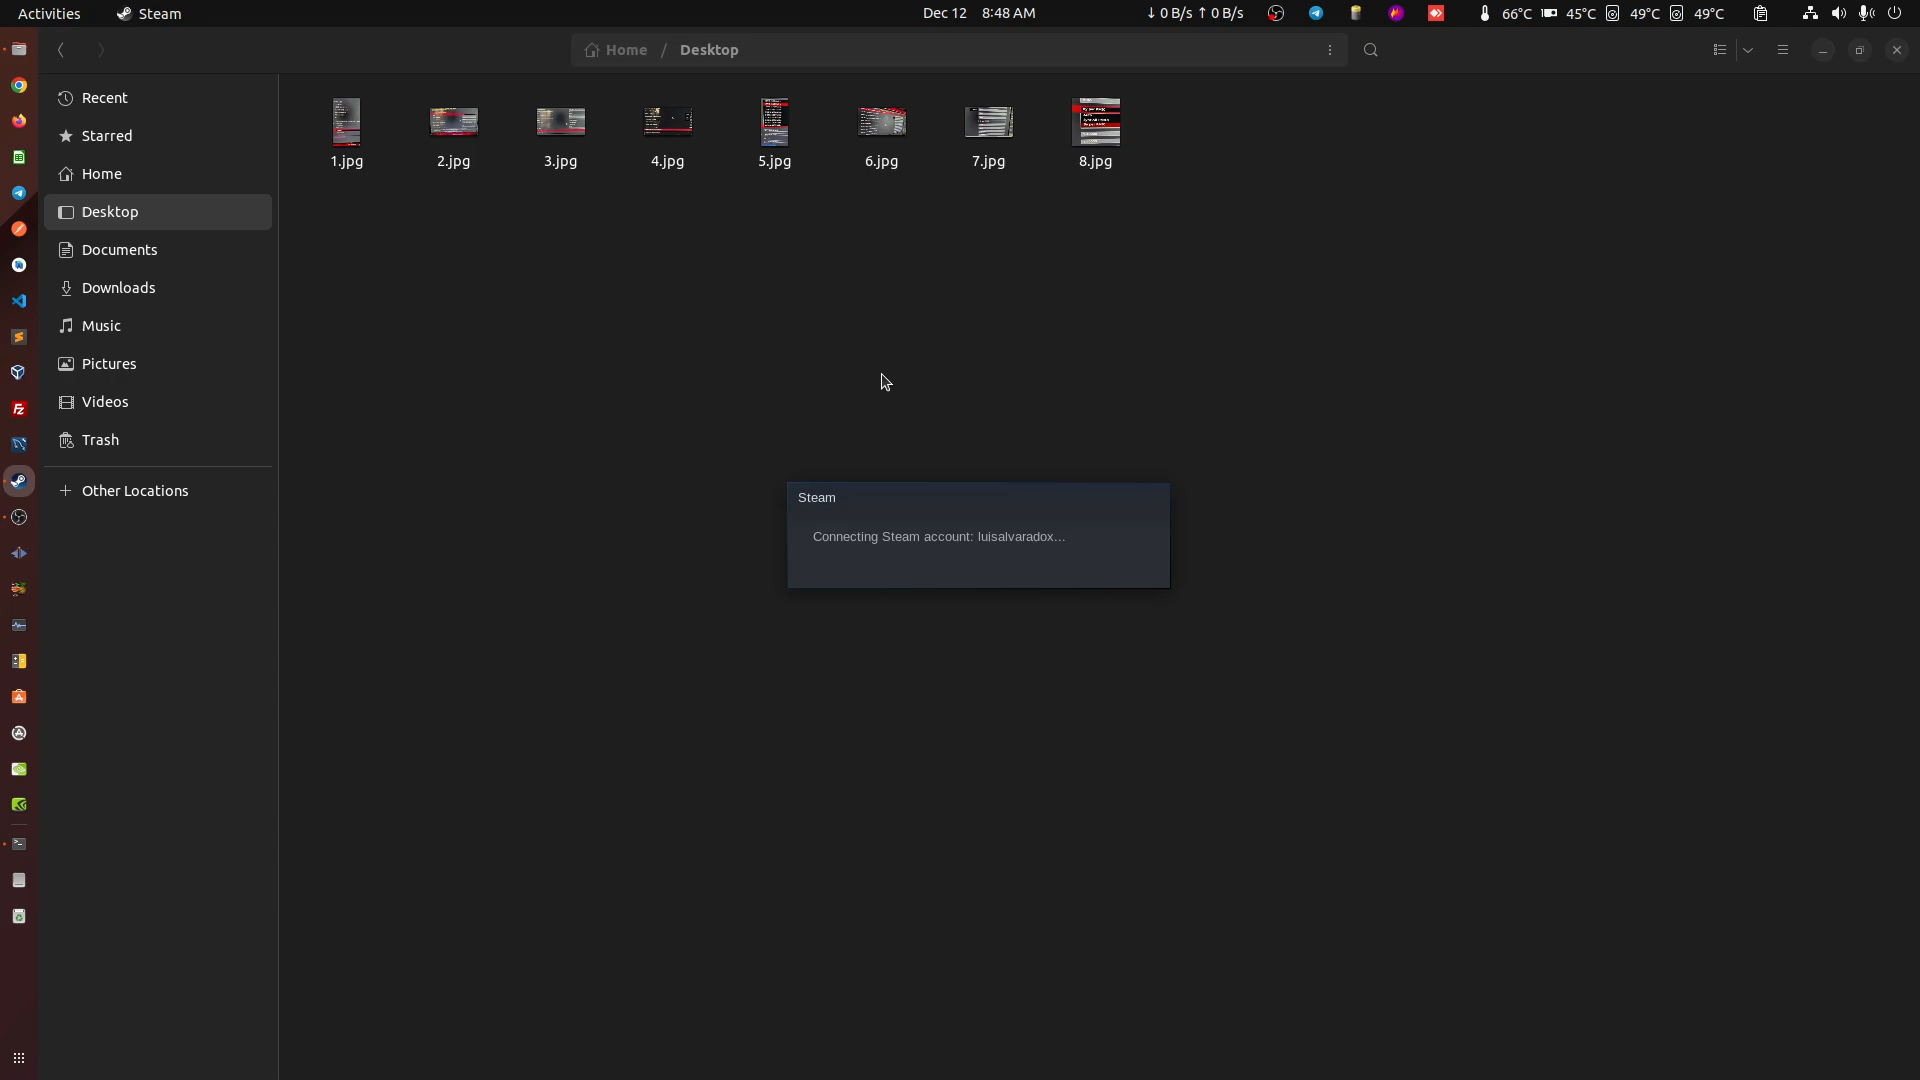 Activities
Steam
Dec 12 8:48 AM
↓ 0 B/s ↑ 0 B/s
66°C
45°C
49°C
49°C
Home / Desktop
Recent
Starred
Home
Desktop
Documents
Downloads
Music
Pictures
Videos
Trash
Other Locations
1.jpg
2.jpg
3.jpg
4.jpg
5.jpg
6.jpg
7.jpg
8.jpg
Steam
Connecting Steam account: luisalvaradox...